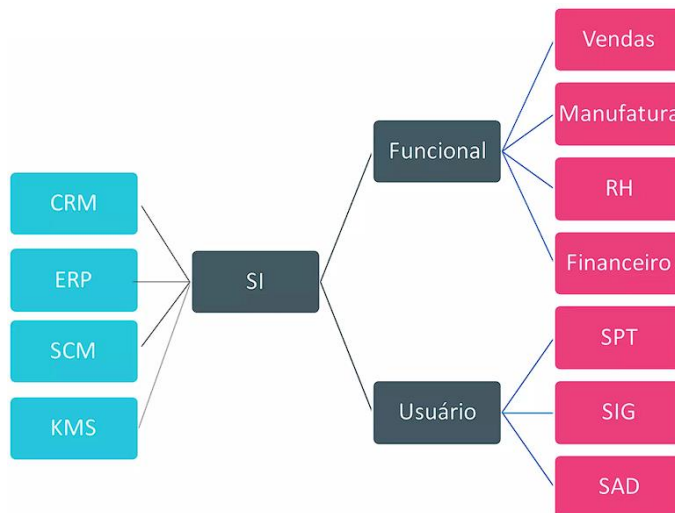 Vendas
Manufatura
RH
Financeiro
Funcional
CRM
ERP
SCM
KMS
SI
Usuário
SPT
SIG
SAD